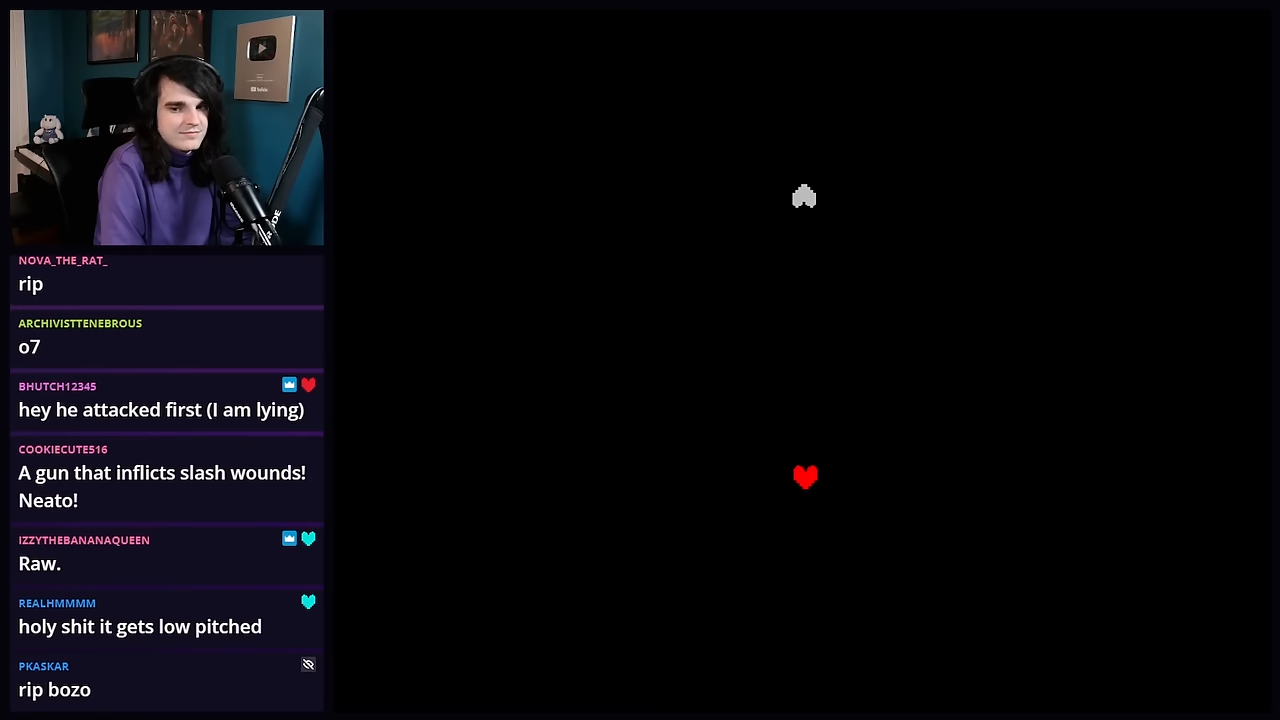 NOVA_THE_RAT_
rip
ARCHIVISTTENEBROUS
o7
BHUTCH12345
hey he attacked first (I am lying)
COOKIECUTE516
A gun that inflicts slash wounds!
Neato!
IZZYTHEBANANAQUEEN
Raw.
REALHMMMM
holy shit it gets low pitched
PKASKAR
rip bozo